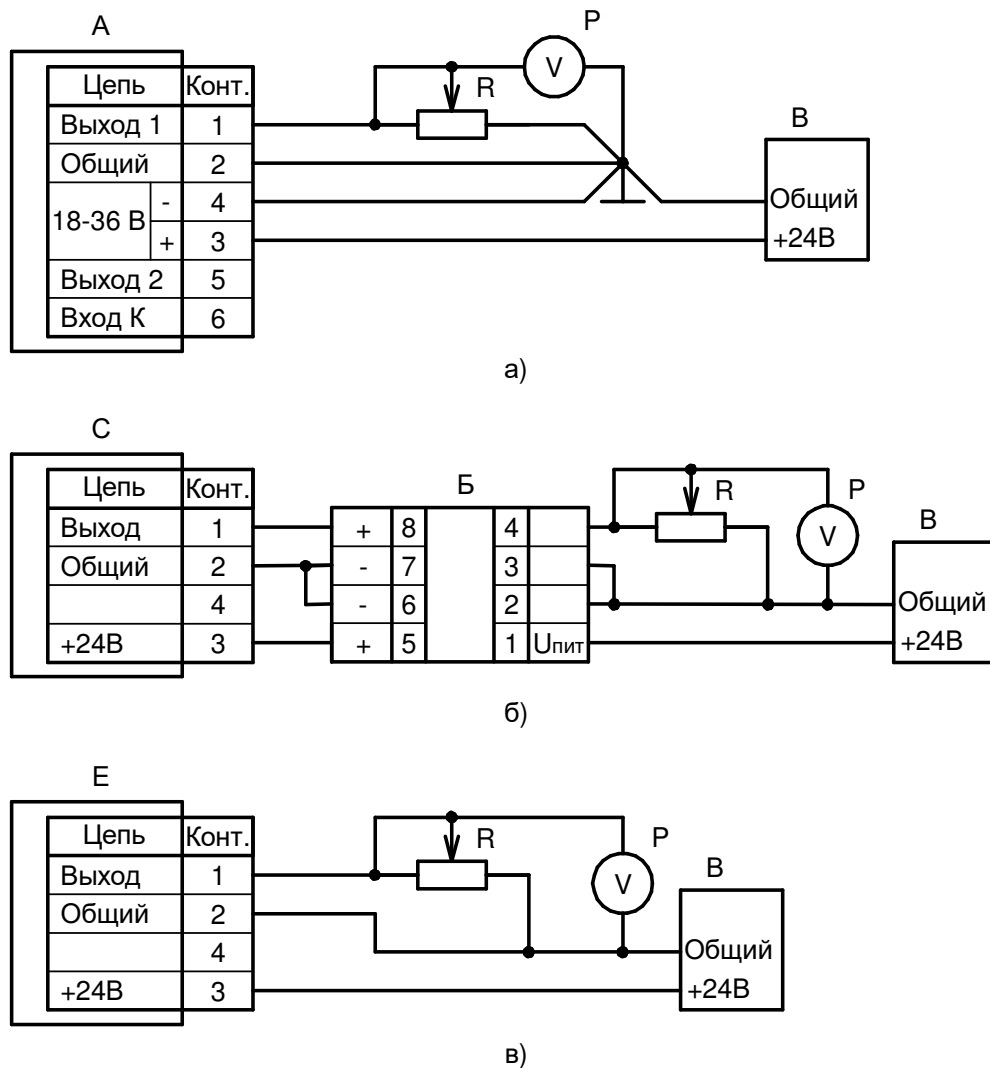 А
Р
Цепь Конт.
V
R
В
Выход 1 1
Общий 2
18-36 В - 4 Общий
+ 3 +24В
Выход 2 5
Вход К 6
а)
С
Цепь Конт.
Б
R Р
Выход 1 + 8 4 V В
Общий 2 - 7 3
4 - 6 2 Общий
+24В 3 + 5 1 Uпит +24В
б)
Е
Цепь Конт.
R Р
Выход 1 V В
Общий 2
4 Общий
+24В 3 +24В
в)